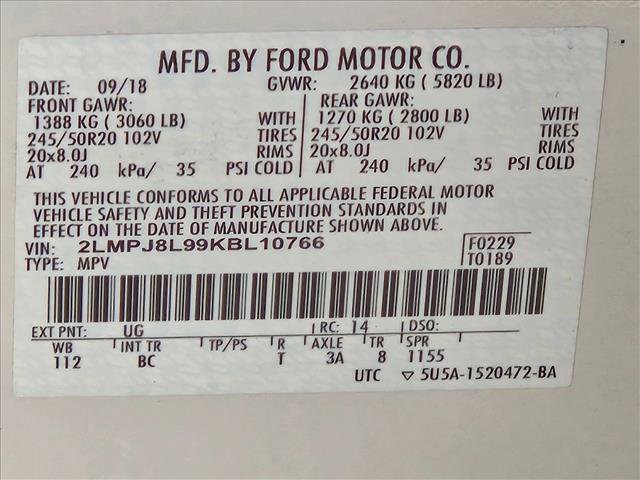 MFD. BY FORD MOTOR CO.
DATE: 09/18 GVWR: 2640 KG ( 5820 LB)
FRONT GAWR: REAR GAWR:
1388 KG ( 3060 LB) WITH 1270 KG ( 2800 LB) WITH
245/50R20 102V TIRES 245/50R20 102V TIRES
20x8.0J RIMS 20x8.0J RIMS
AT 240 kPa/ 35 PSI COLD AT 240 kPa/ 35 PSI COLD
THIS VEHICLE CONFORMS TO ALL APPLICABLE FEDERAL MOTOR
VEHICLE SAFETY AND THEFT PREVENTION STANDARDS IN
EFFECT ON THE DATE OF MANUFACTURE SHOWN ABOVE.
VIN: 2LMPJ8L99KBL10766 F0229
TYPE: MPV T0189
EXT PNT: UG RC: 14 DSO:
WB INT TR TP/PS R AXLE TR SPR
112 BC T 3A 8 1155
UTC ▽ 5U5A-1520472-BA